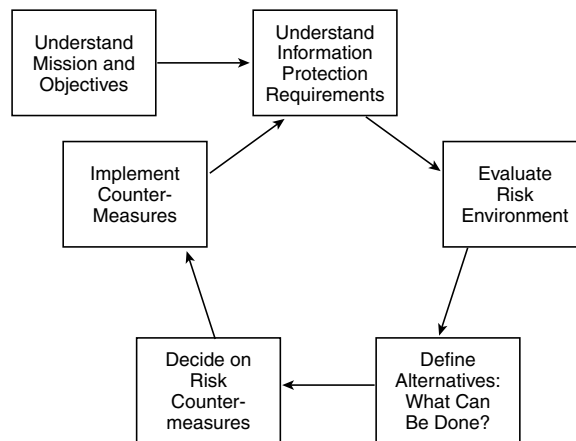 Understand
Mission and
Objectives
Understand
Information
Protection
Requirements
Evaluate
Risk
Environment
Define
Alternatives:
What Can
Be Done?
Decide on
Risk
Counter-
measures
Implement
Counter-
Measures